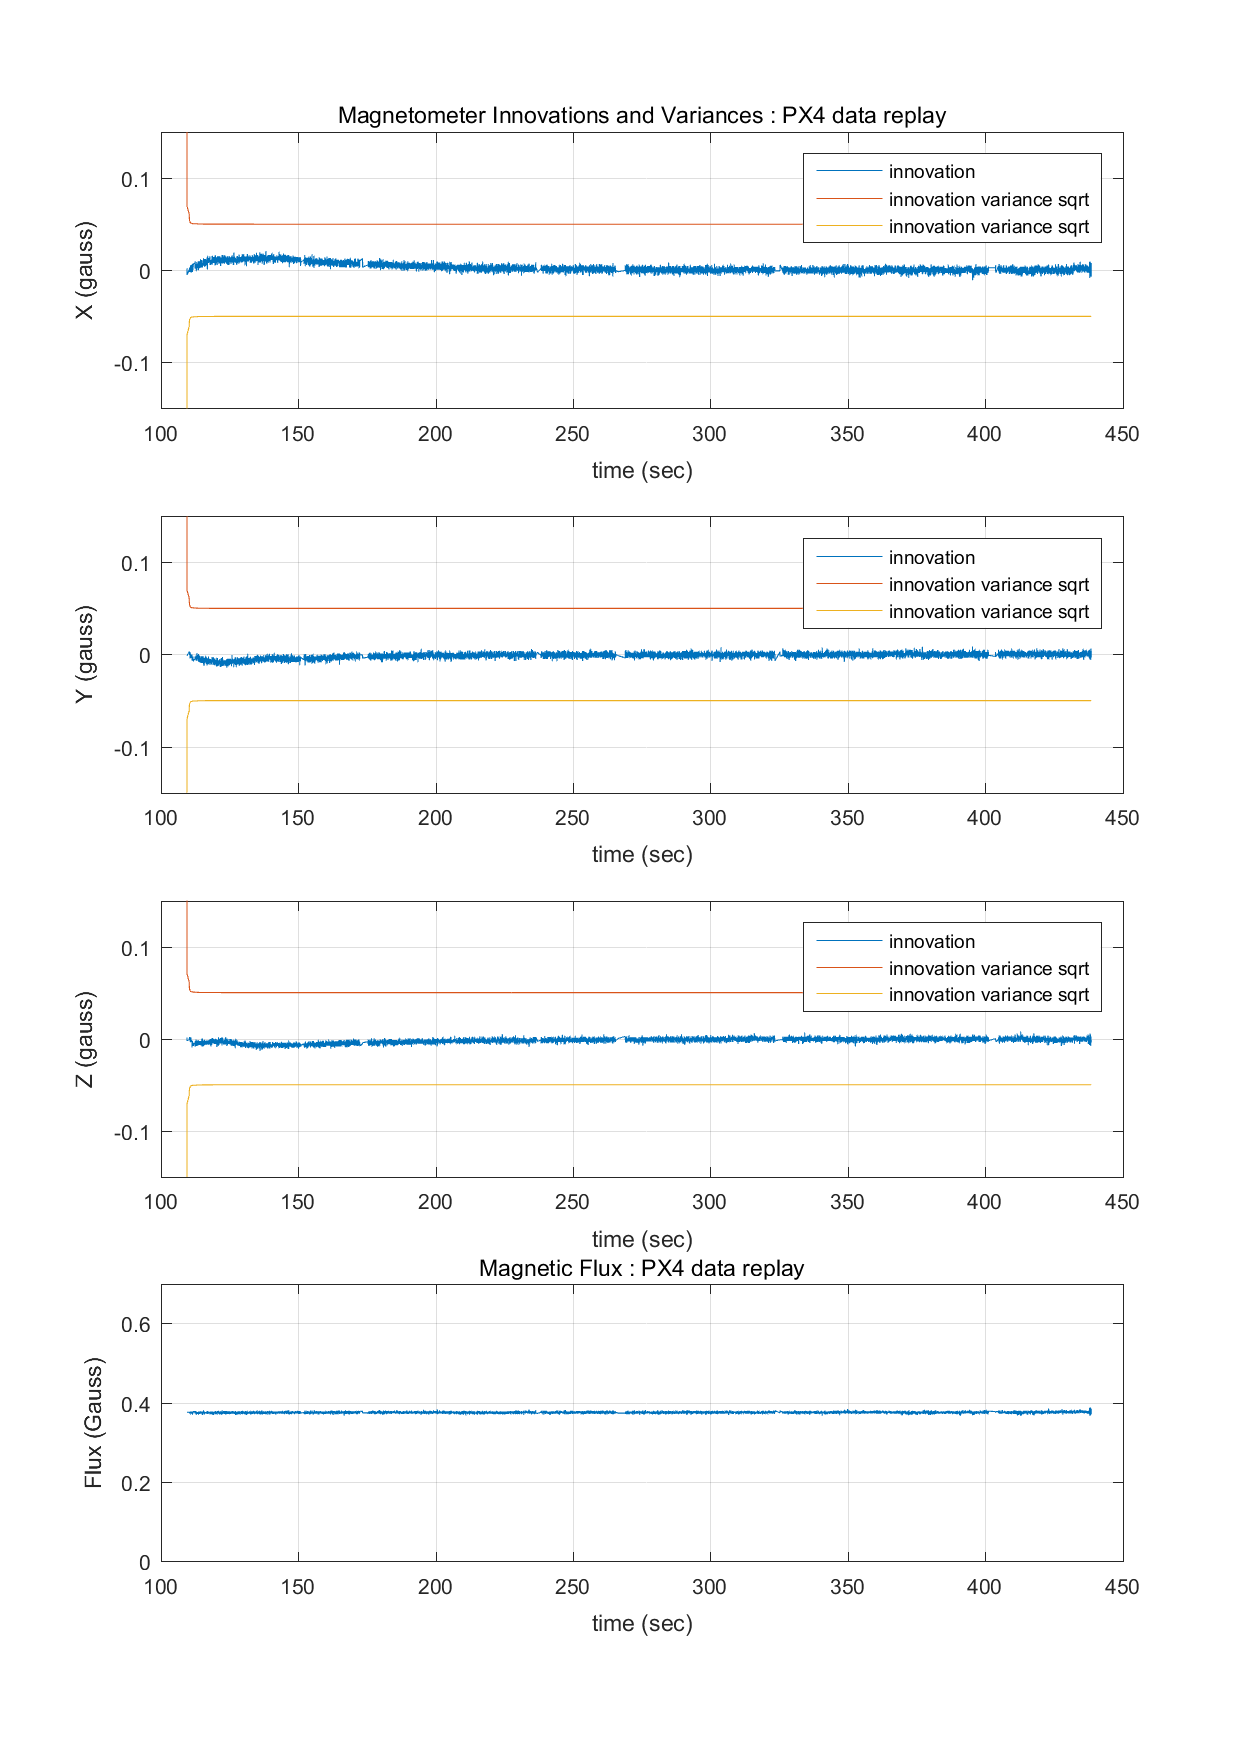 Magnetometer Innovations and Variances : PX4 data replay
innovation
innovation variance sqrt
innovation variance sqrt
X (gauss)
0.1
0
-0.1
100 150 200 250 300 350 400 450
time (sec)
innovation
innovation variance sqrt
innovation variance sqrt
Y (gauss)
0.1
0
-0.1
100 150 200 250 300 350 400 450
time (sec)
innovation
innovation variance sqrt
innovation variance sqrt
Z (gauss)
0.1
0
-0.1
100 150 200 250 300 350 400 450
time (sec)
Magnetic Flux : PX4 data replay
Flux (Gauss)
0.6
0.4
0.2
0
100 150 200 250 300 350 400 450
time (sec)